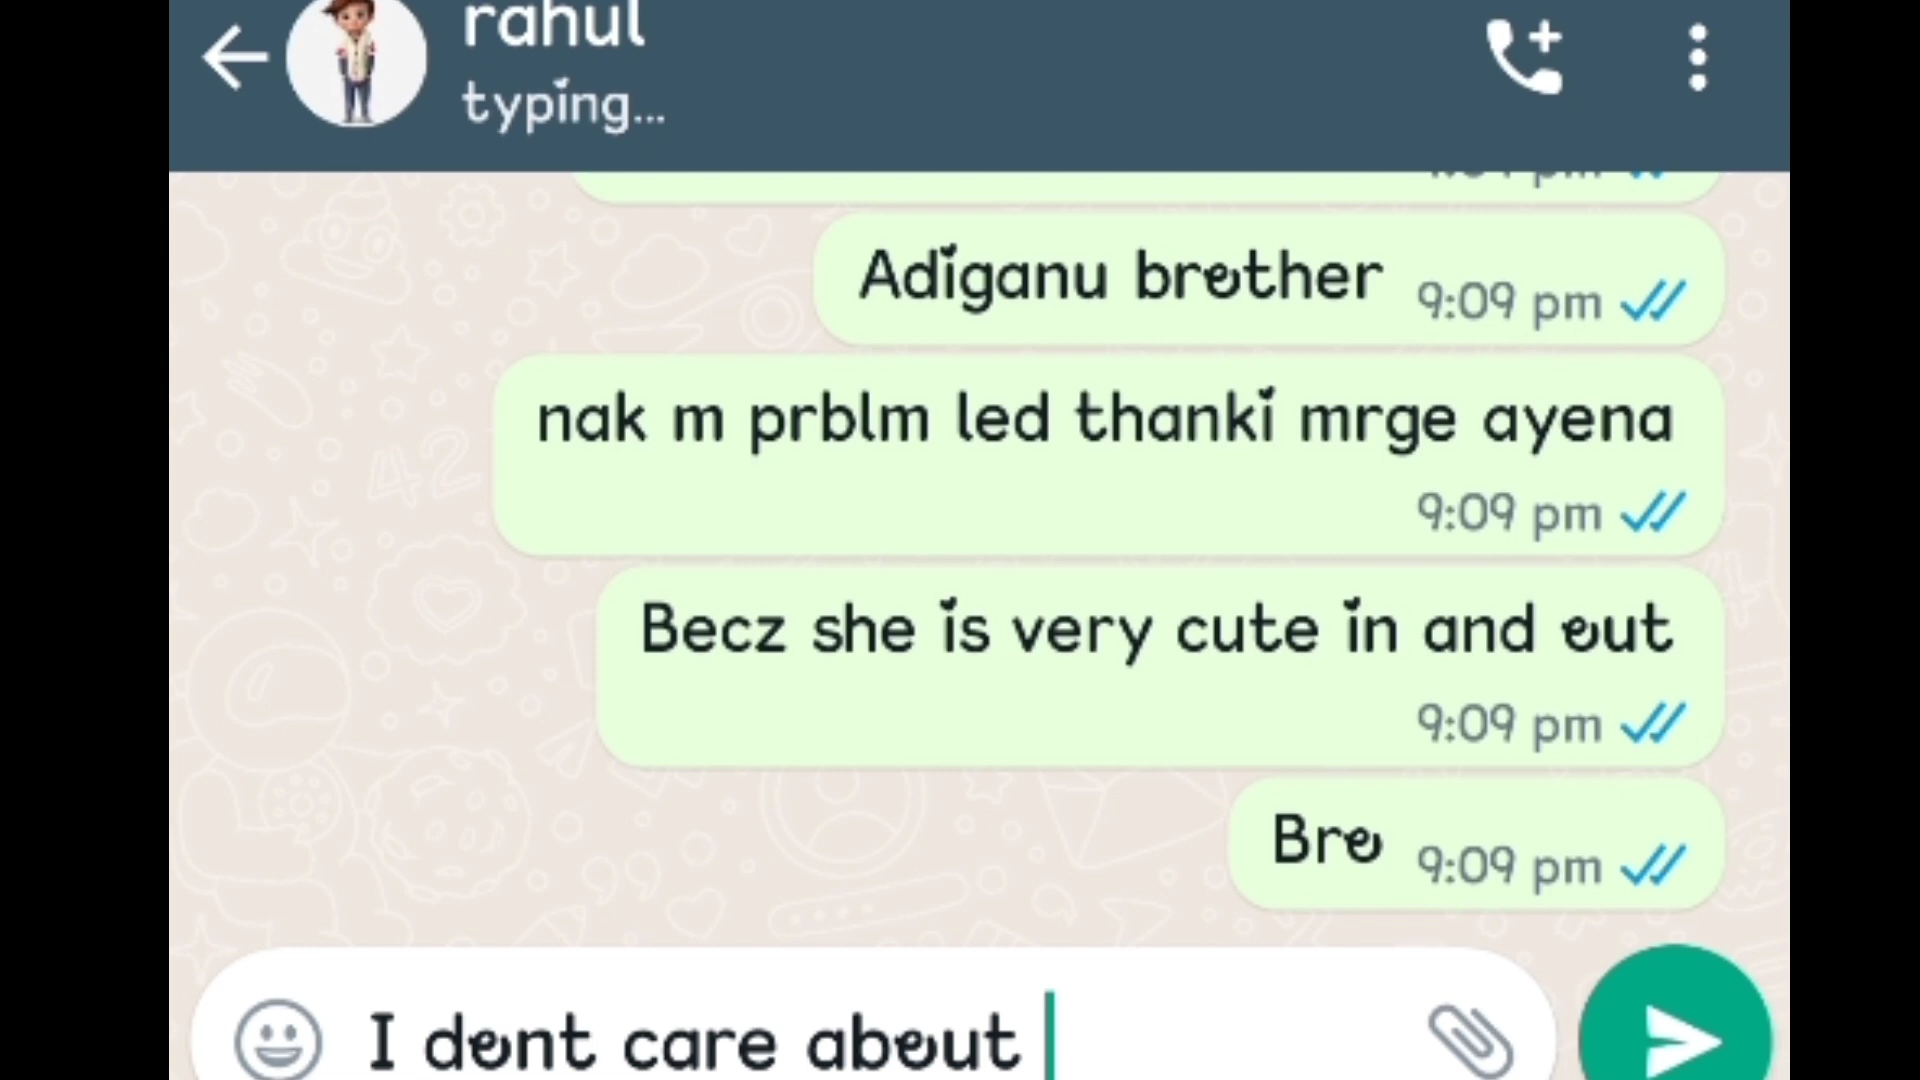 rahul
typing...
Adiganu brother 9:09 pm
nak m prblm led thanki mrge ayena
9:09 pm
Becz she is very cute in and out
9:09 pm
Bro 9:09 pm
I dont care about